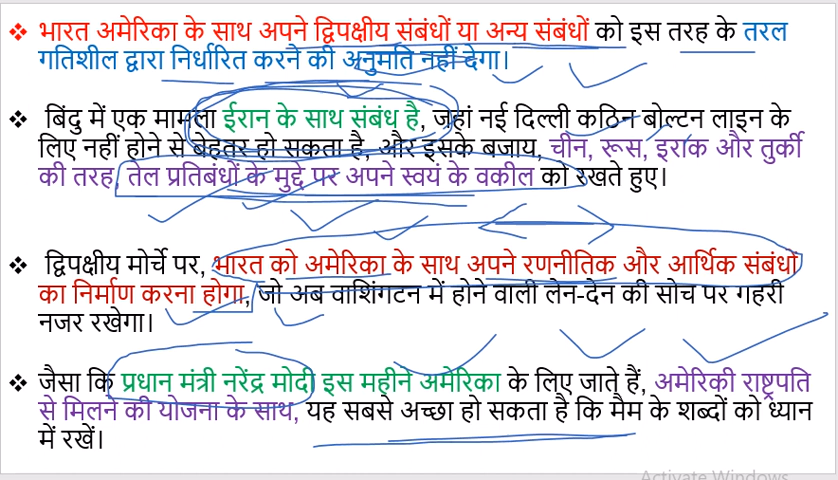 भारत अमेरिका के साथ अपने द्विपक्षीय संबंधों या अन्य संबंधों को इस तरह के तरल
गतिशील द्वारा निर्धारित करने की अनुमति नहीं देगा।
बिंदु में एक मामला ईरान के साथ संबंध है, जहां नई दिल्ली कठिन बोल्टन लाइन के
लिए नहीं होने से बेहतर हो सकता है, और इसके बजाय, चीन, रूस, इराक और तुर्की
की तरह, तेल प्रतिबंधों के मुद्दे पर अपने स्वयं के वकील को रखते हुए।
द्विपक्षीय मोर्चे पर, भारत को अमेरिका के साथ अपने रणनीतिक और आर्थिक संबंधों
का निर्माण करना होगा, जो अब वाशिंगटन में होने वाली लेन-देन की सोच पर गहरी
नजर रखेगा।
जैसा कि प्रधान मंत्री नरेंद्र मोदी इस महीने अमेरिका के लिए जाते हैं, अमेरिकी राष्ट्रपति
से मिलने की योजना के साथ, यह सबसे अच्छा हो सकता है कि मैम के शब्दों को ध्यान
में रखें।
Activate Windows